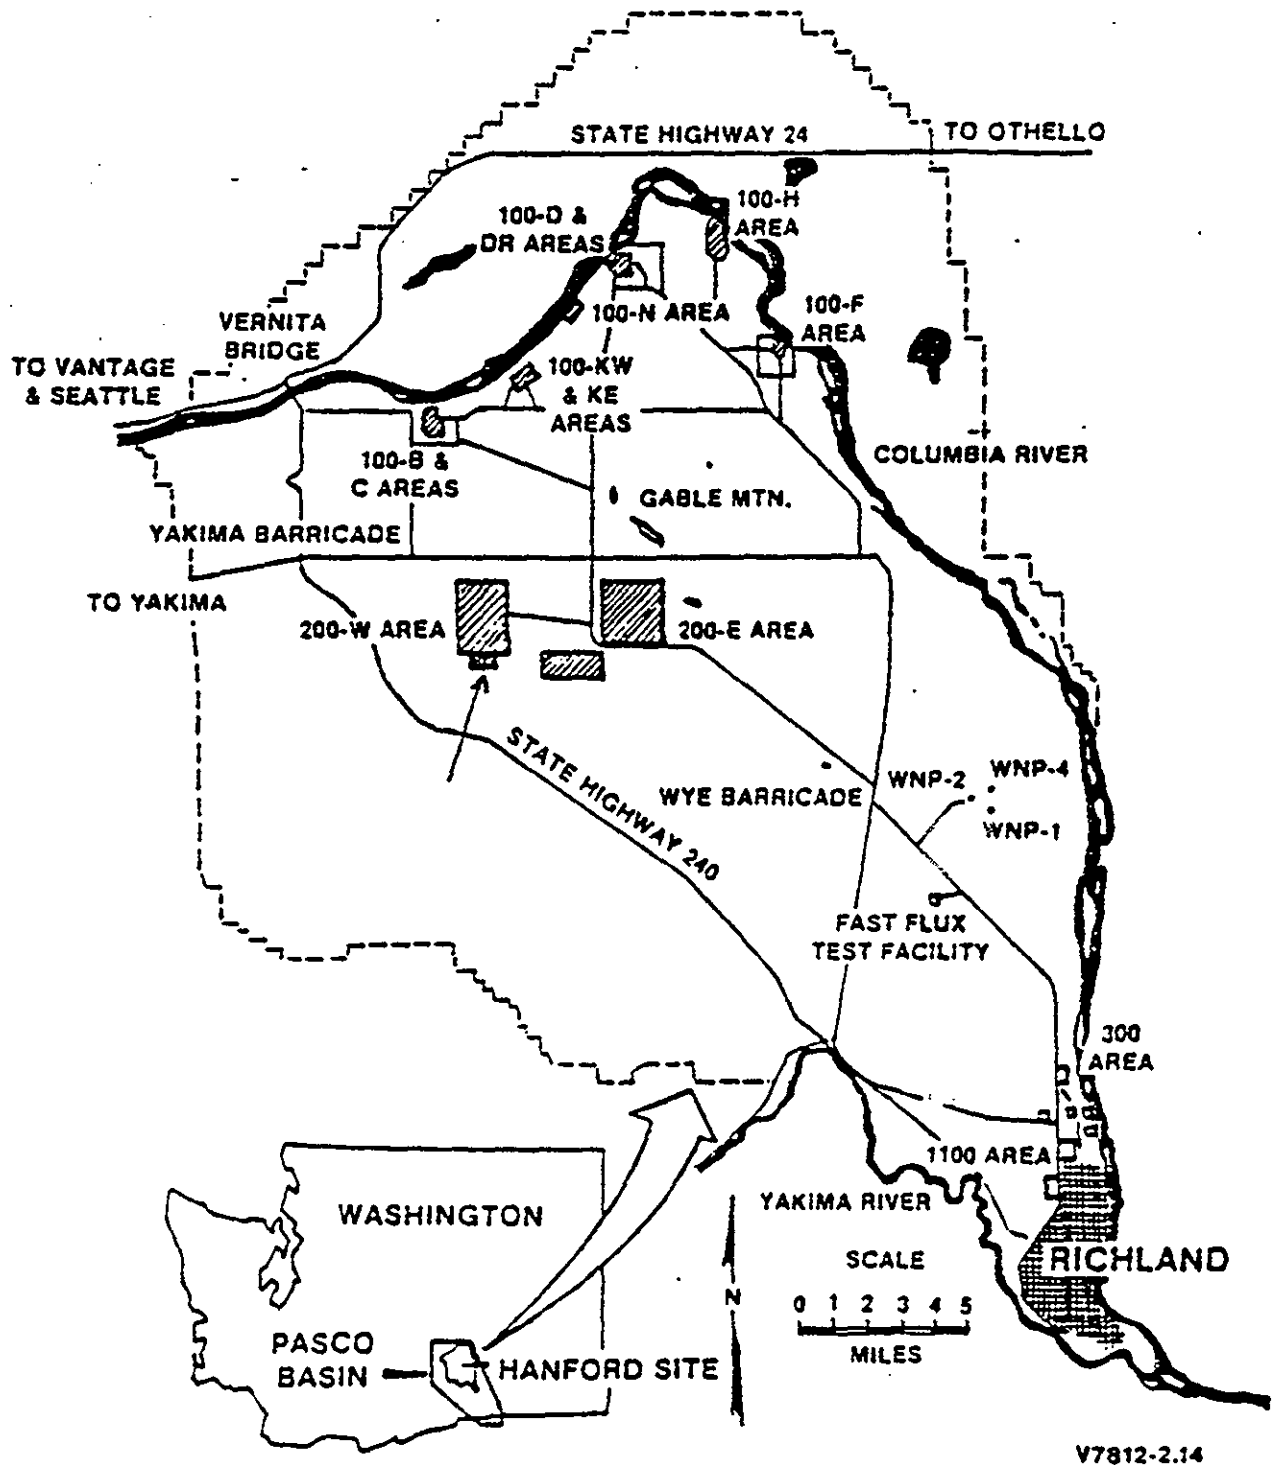 STATE HIGHWAY 24
TO OTHELLO
100-H
AREA
100-D &
DR AREAS
100-N AREA
100-F
AREA
VERNITA
BRIDGE
TO VANTAGE
& SEATTLE
100-KW
& KE
AREAS
COLUMBIA RIVER
100-B &
C AREAS
GABLE MTN.
YAKIMA BARRICADE
TO YAKIMA
200-W AREA
200-E AREA
STATE HIGHWAY 240
WYE BARRICADE
WNP-2
WNP-4
WNP-1
FAST FLUX
TEST FACILITY
300
AREA
1100 AREA
YAKIMA RIVER
WASHINGTON
RICHLAND
SCALE
0 1 2 3 4 5
MILES
N
PASCO
BASIN
HANFORD SITE
V7812-2.14